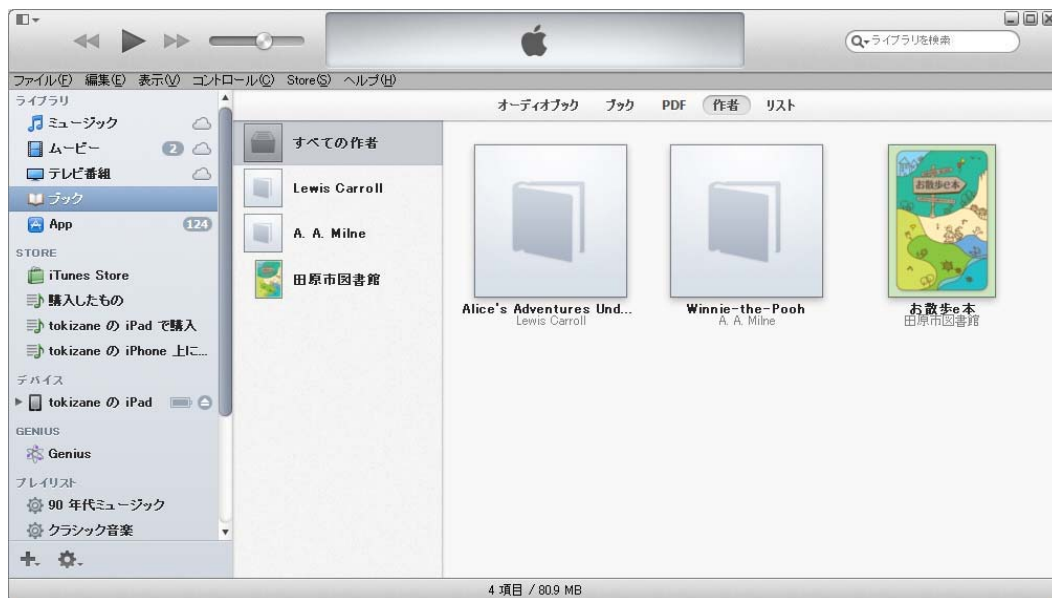 ライブラリを検索
ファイル(F) 編集(E) 表示(V) コントロール(C) Store(S) ヘルプ(H)
ライブラリ
ミュージック
ムービー 2
テレビ番組
ブック
App 124
STORE
iTunes Store
購入したもの
tokizane の iPad で購入
tokizane の iPhone 上に...
デバイス
tokizane の iPad
GENIUS
Genius
プレイリスト
90 年代ミュージック
クラシック音楽
オーディオブック ブック PDF 作者 リスト
すべての作者
Lewis Carroll
A. A. Milne
田原市図書館
Alice's Adventures Und...
Lewis Carroll
Winnie-the-Pooh
A. A. Milne
お散歩e本
お散歩e本
田原市図書館
4 項目 / 80.9 MB